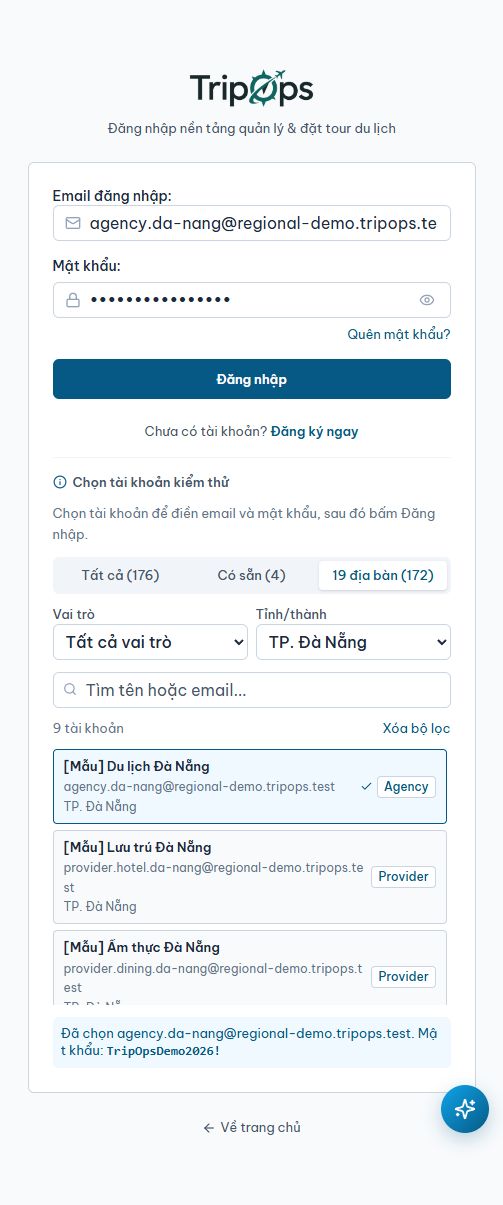 TripOps
Đăng nhập nền tảng quản lý & đặt tour du lịch
Email đăng nhập:
agency.da-nang@regional-demo.tripops.te
Mật khẩu:
••••••••••••••••
Quên mật khẩu?
Đăng nhập
Chưa có tài khoản? Đăng ký ngay
Chọn tài khoản kiểm thử
Chọn tài khoản để điền email và mật khẩu, sau đó bấm Đăng
nhập.
Tất cả (176) Có sẵn (4) 19 địa bàn (172)
Vai trò Tỉnh/thành
Tất cả vai trò TP. Đà Nẵng
Tìm tên hoặc email...
9 tài khoản Xóa bộ lọc
[Mẫu] Du lịch Đà Nẵng
agency.da-nang@regional-demo.tripops.test Agency
TP. Đà Nẵng
[Mẫu] Lưu trú Đà Nẵng
provider.hotel.da-nang@regional-demo.tripops.te
st
Provider
TP. Đà Nẵng
[Mẫu] Ẩm thực Đà Nẵng
provider.dining.da-nang@regional-demo.tripops.t
est
Provider
TP. Đà Nẵng
Đã chọn agency.da-nang@regional-demo.tripops.test. Mậ
t khẩu: TripOpsDemo2026!
← Về trang chủ